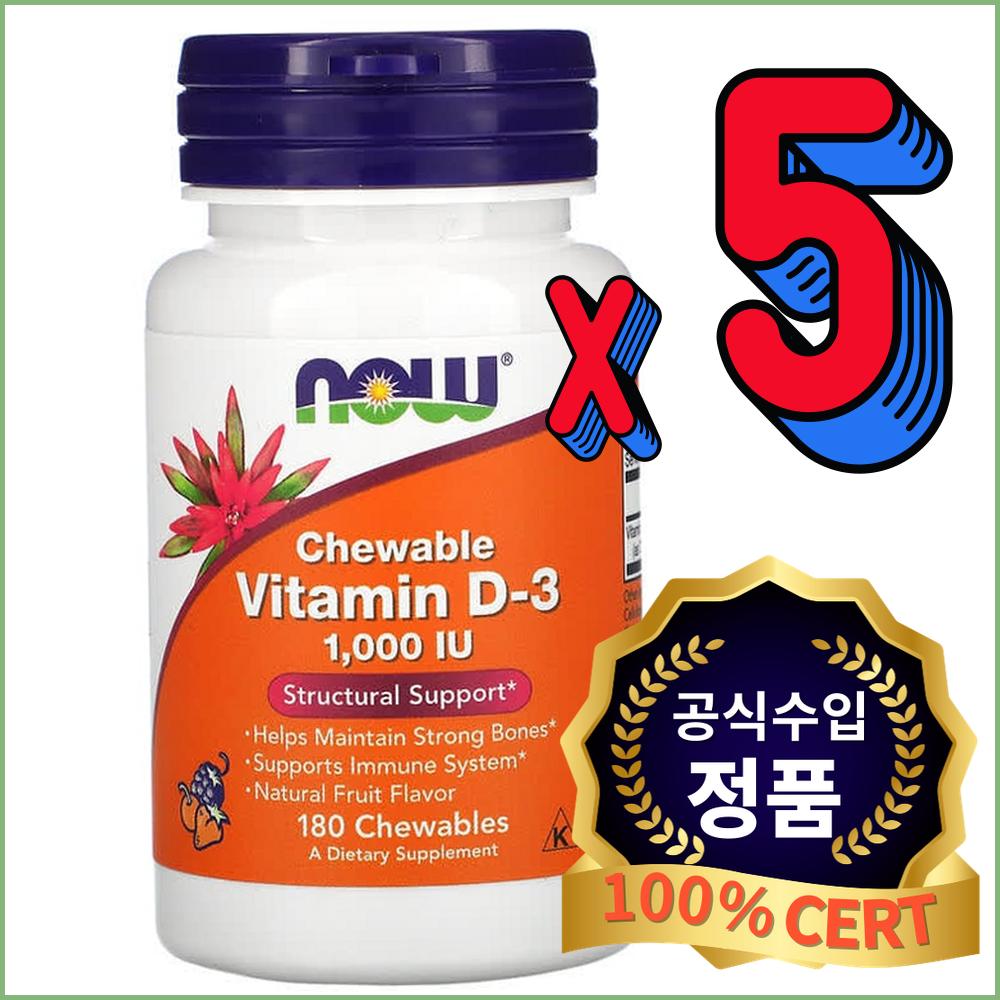 now®
Chewable
Vitamin D-3
1,000 IU
Structural Support*
·Helps Maintain Strong Bones*
·Supports Immune System*
·Natural Fruit Flavor
180 Chewables
A Dietary Supplement
K
x 5
공식수입
정품
100% CERT